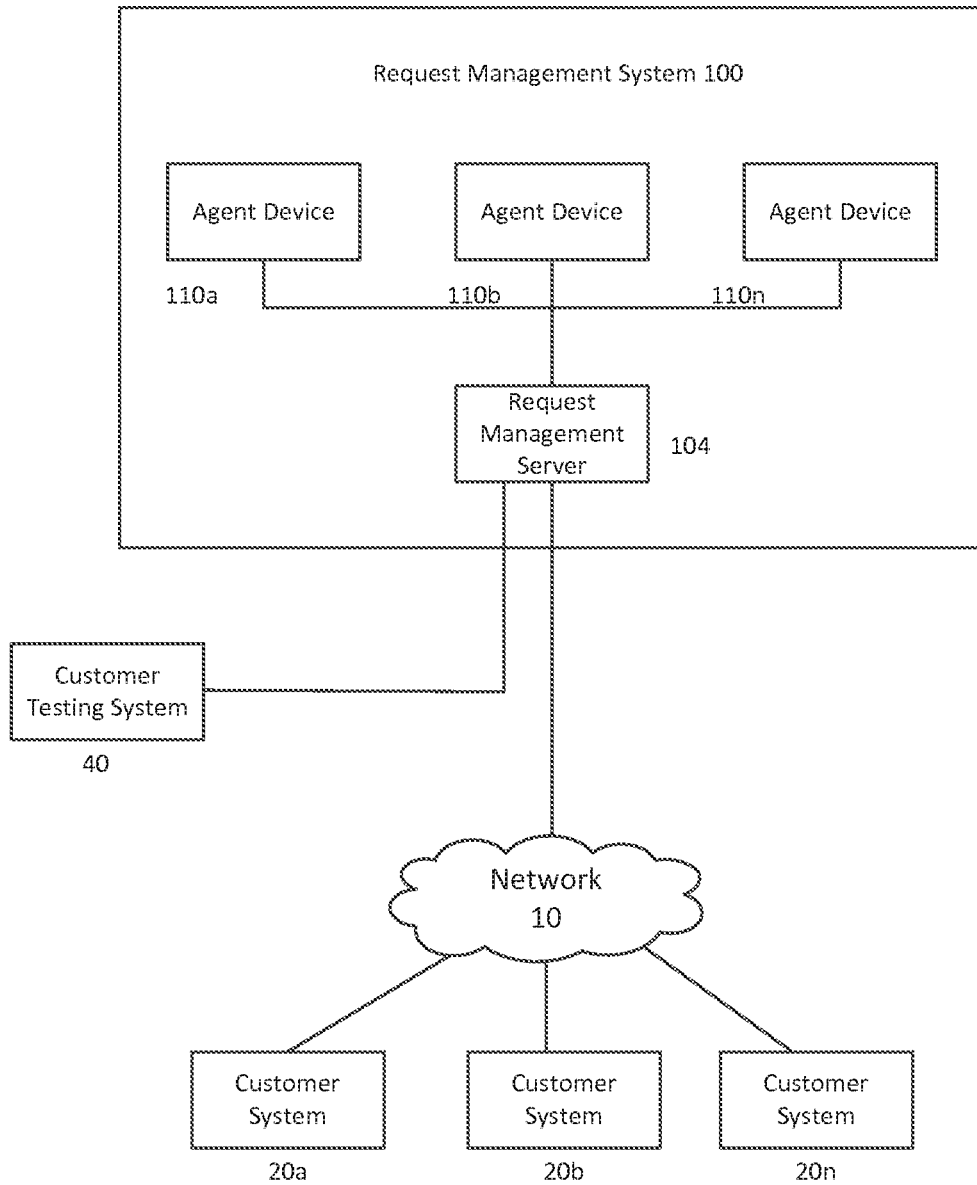 Request Management System 100
Agent Device
Agent Device
Agent Device
110a
110b
110n
Request
Management
Server
104
Customer
Testing System
40
Network
10
Customer
System
Customer
System
Customer
System
20a
20b
20n